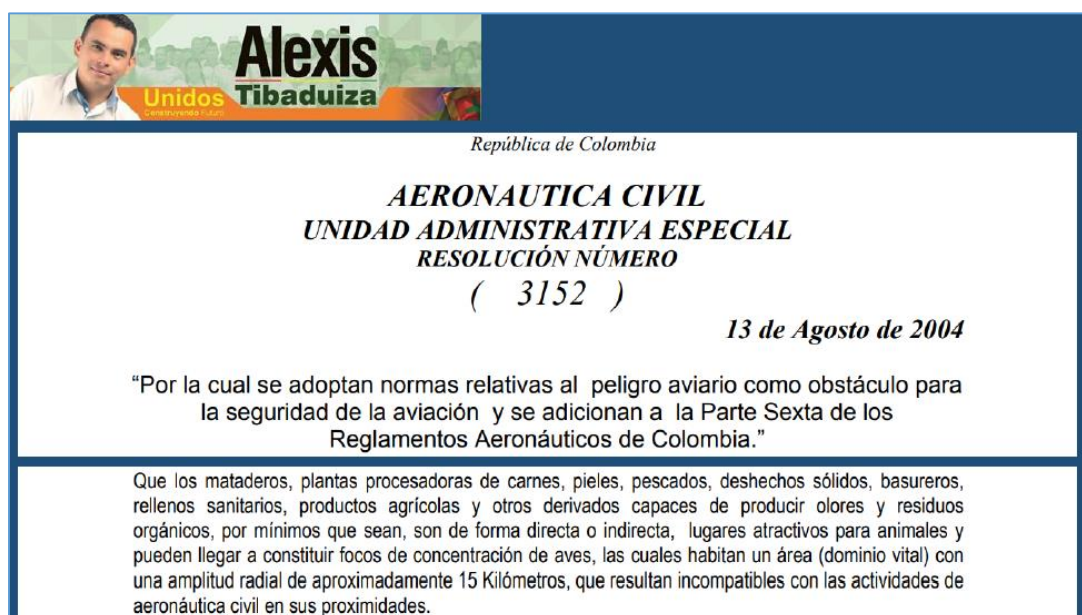 Alexis
Tibaduiza
Unidos
Construyendo Futuro
República de Colombia
AERONAUTICA CIVIL
UNIDAD ADMINISTRATIVA ESPECIAL
RESOLUCIÓN NÚMERO
( 3152 )
13 de Agosto de 2004
“Por la cual se adoptan normas relativas al peligro aviario como obstáculo para
la seguridad de la aviación y se adicionan a la Parte Sexta de los
Reglamentos Aeronáuticos de Colombia.”
Que los mataderos, plantas procesadoras de carnes, pieles, pescados, deshechos sólidos, basureros,
rellenos sanitarios, productos agrícolas y otros derivados capaces de producir olores y residuos
orgánicos, por mínimos que sean, son de forma directa o indirecta, lugares atractivos para animales y
pueden llegar a constituir focos de concentración de aves, las cuales habitan un área (dominio vital) con
una amplitud radial de aproximadamente 15 Kilómetros, que resultan incompatibles con las actividades de
aeronáutica civil en sus proximidades.